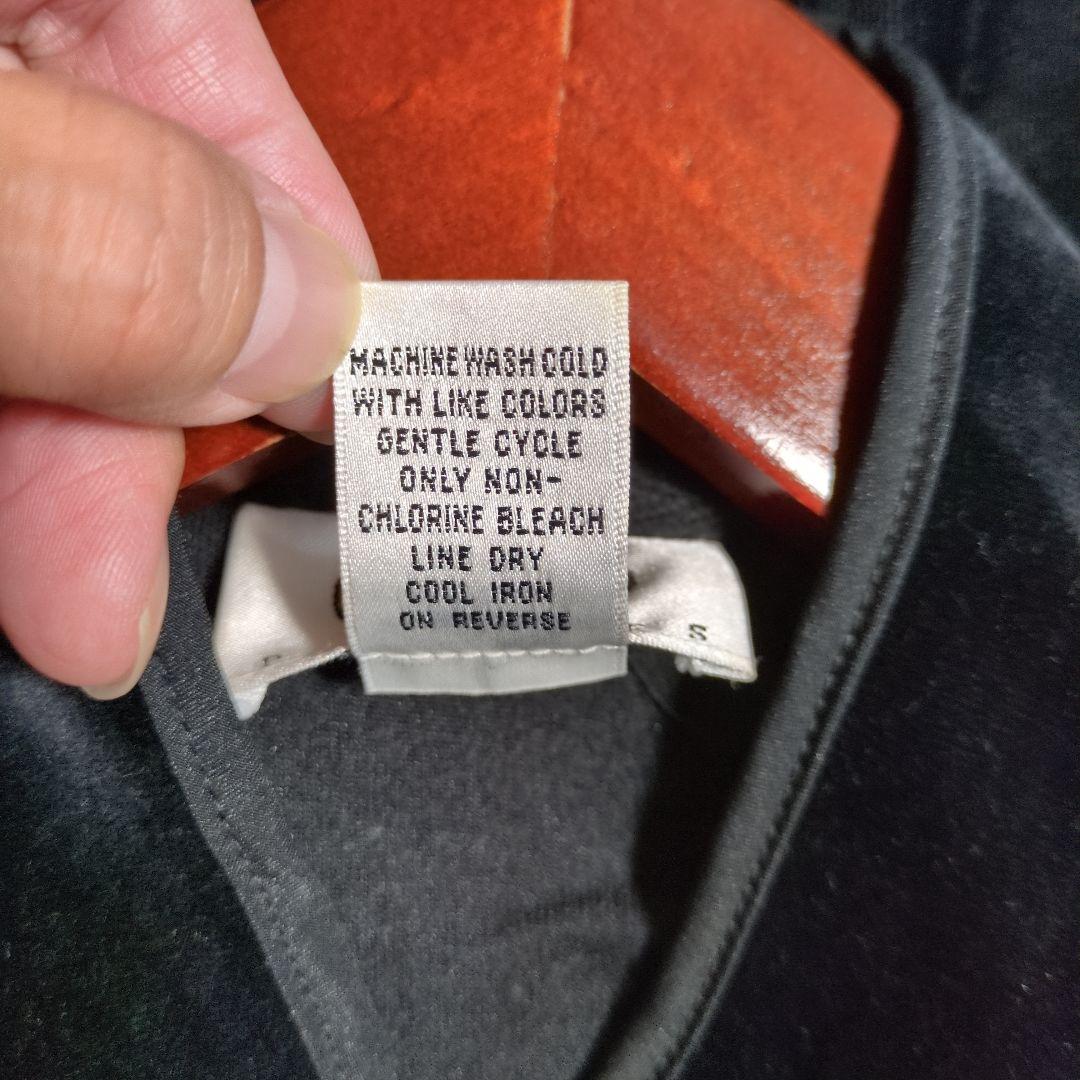 MACHINE WASH COLD
WITH LIKE COLORS
GENTLE CYCLE
ONLY NON-
CHLORINE BLEACH
LINE DRY
COOL IRON
ON REVERSE
S